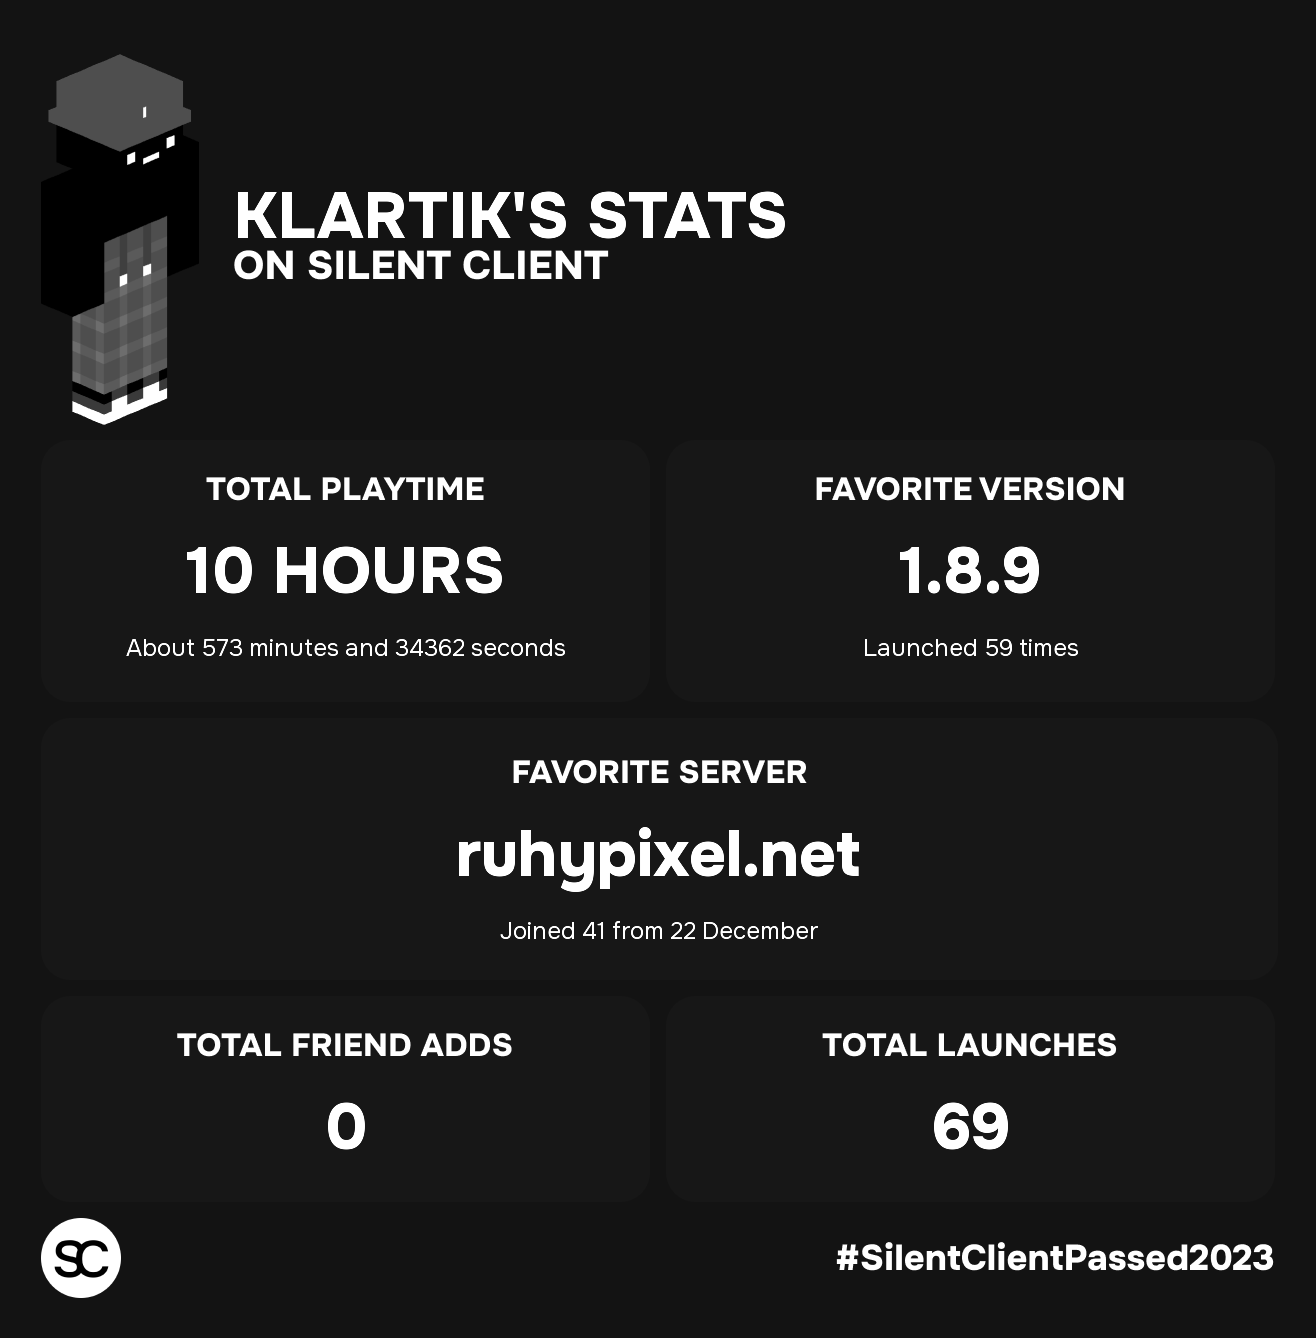 KLARTIK'S STATS
ON SILENT CLIENT
TOTAL PLAYTIME
10 HOURS
About 573 minutes and 34362 seconds
FAVORITE VERSION
1.8.9
Launched 59 times
FAVORITE SERVER
ruhypixel.net
Joined 41 from 22 December
TOTAL FRIEND ADDS
0
TOTAL LAUNCHES
69
SC
#SilentClientPassed2023